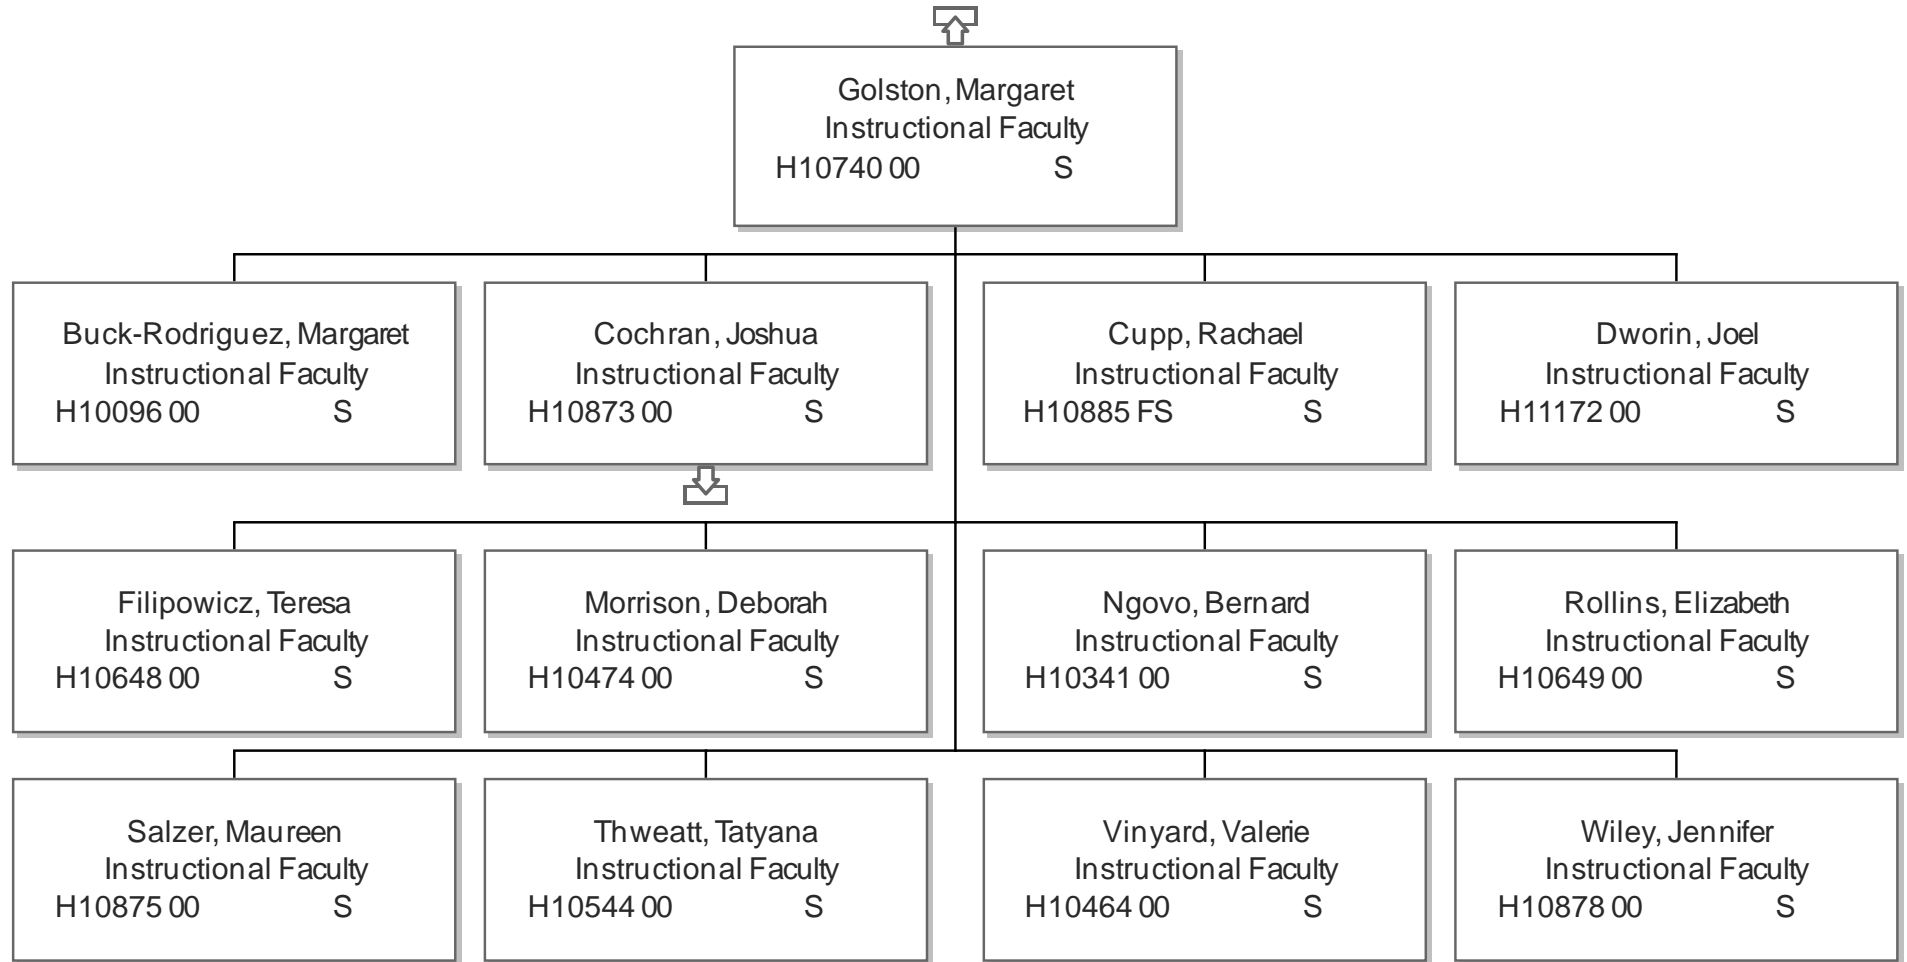 Golston, Margaret
Instructional Faculty
H10740 00 S
Buck-Rodriguez, Margaret
Instructional Faculty
H10096 00 S
Cochran, Joshua
Instructional Faculty
H10873 00 S
Cupp, Rachael
Instructional Faculty
H10885 FS S
Dworin, Joel
Instructional Faculty
H11172 00 S
Filipowicz, Teresa
Instructional Faculty
H10648 00 S
Morrison, Deborah
Instructional Faculty
H10474 00 S
Ngovo, Bernard
Instructional Faculty
H10341 00 S
Rollins, Elizabeth
Instructional Faculty
H10649 00 S
Salzer, Maureen
Instructional Faculty
H10875 00 S
Thweatt, Tatyana
Instructional Faculty
H10544 00 S
Vinyard, Valerie
Instructional Faculty
H10464 00 S
Wiley, Jennifer
Instructional Faculty
H10878 00 S